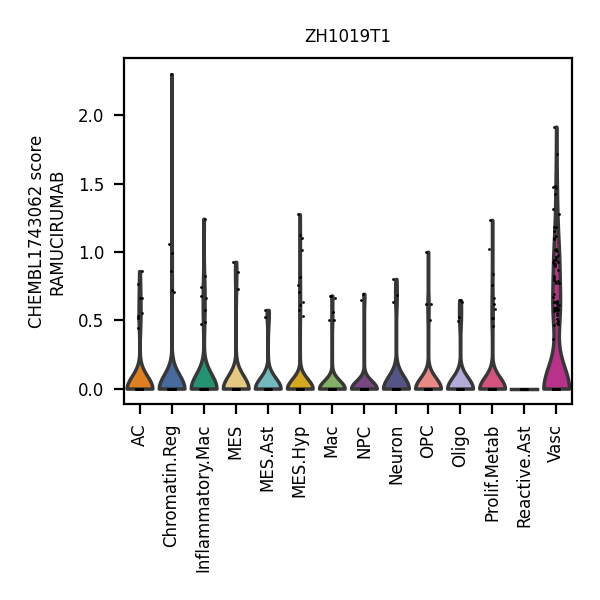 ZH1019T1
CHEMBL1743062 score
RAMUCIRUMAB
2.0
1.5
1.0
0.5
0.0
AC
Chromatin.Reg
Inflammatory.Mac
MES
MES.Ast
MES.Hyp
Mac
NPC
Neuron
OPC
Oligo
Prolif.Metab
Reactive.Ast
Vasc